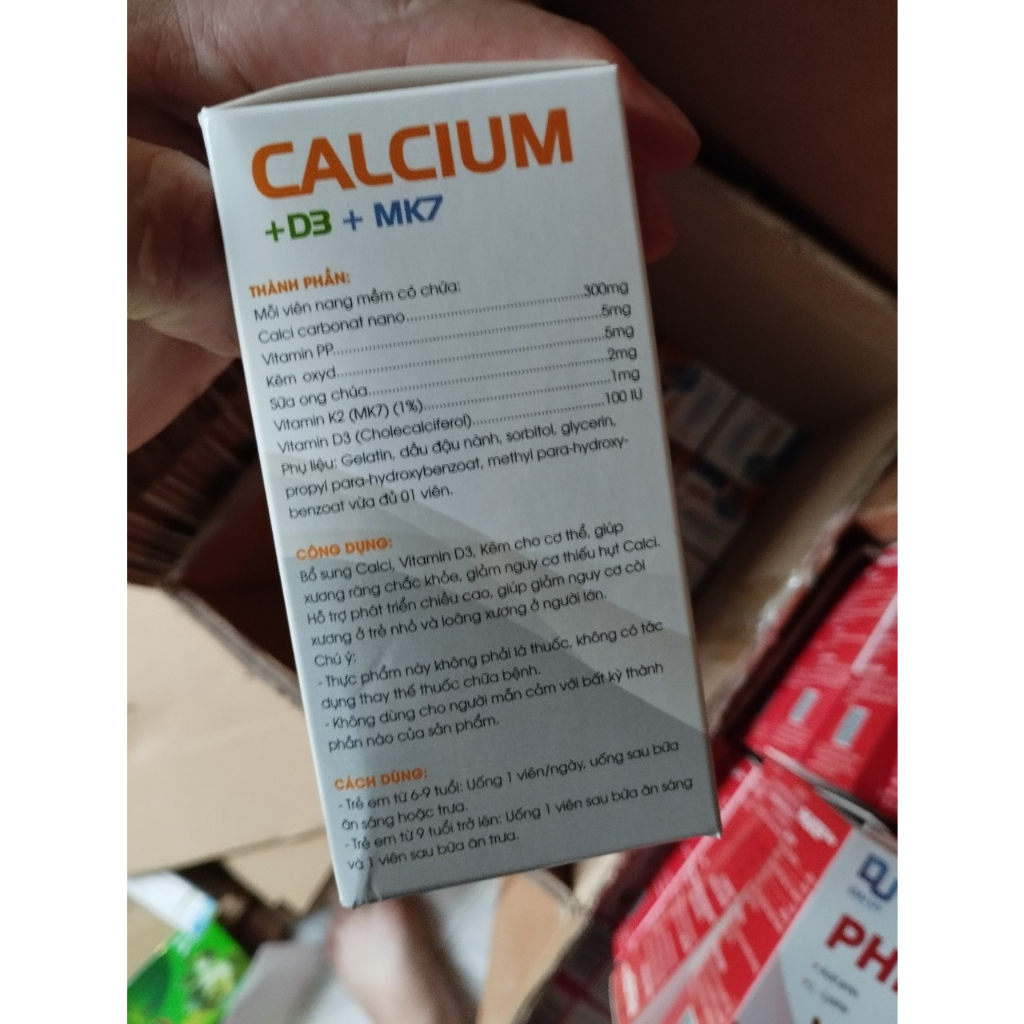 CALCIUM
+D3 + MK7
THÀNH PHẦN:
Mỗi viên nang mềm có chứa:
Calci carbonat nano..........300mg
Vitamin PP..........5mg
Kẽm oxyd..........5mg
Sữa ong chúa..........2mg
Vitamin K2 (MK7) (1%)..........1mg
Vitamin D3 (Cholecalciferol)..........100 IU
Phụ liệu: Gelatin, dầu đậu nành, sorbitol, glycerin,
propyl para-hydroxybenzoat, methyl para-hydroxy-
benzoat vừa đủ 01 viên.
CÔNG DỤNG:
Bổ sung Calci, Vitamin D3, Kẽm cho cơ thể, giúp
xương răng chắc khỏe, giảm nguy cơ thiếu hụt Calci.
Hỗ trợ phát triển chiều cao, giúp giảm nguy cơ còi
xương ở trẻ nhỏ và loãng xương ở người lớn.
Chú ý:
- Thực phẩm này không phải là thuốc, không có tác
dụng thay thế thuốc chữa bệnh.
- Không dùng cho người mẫn cảm với bất kỳ thành
phần nào của sản phẩm.
CÁCH DÙNG:
- Trẻ em từ 6-9 tuổi: Uống 1 viên/ngày, uống sau bữa
ăn sáng hoặc trưa.
- Trẻ em từ 9 tuổi trở lên: Uống 1 viên sau bữa ăn sáng
và 1 viên sau bữa ăn trưa.
PH